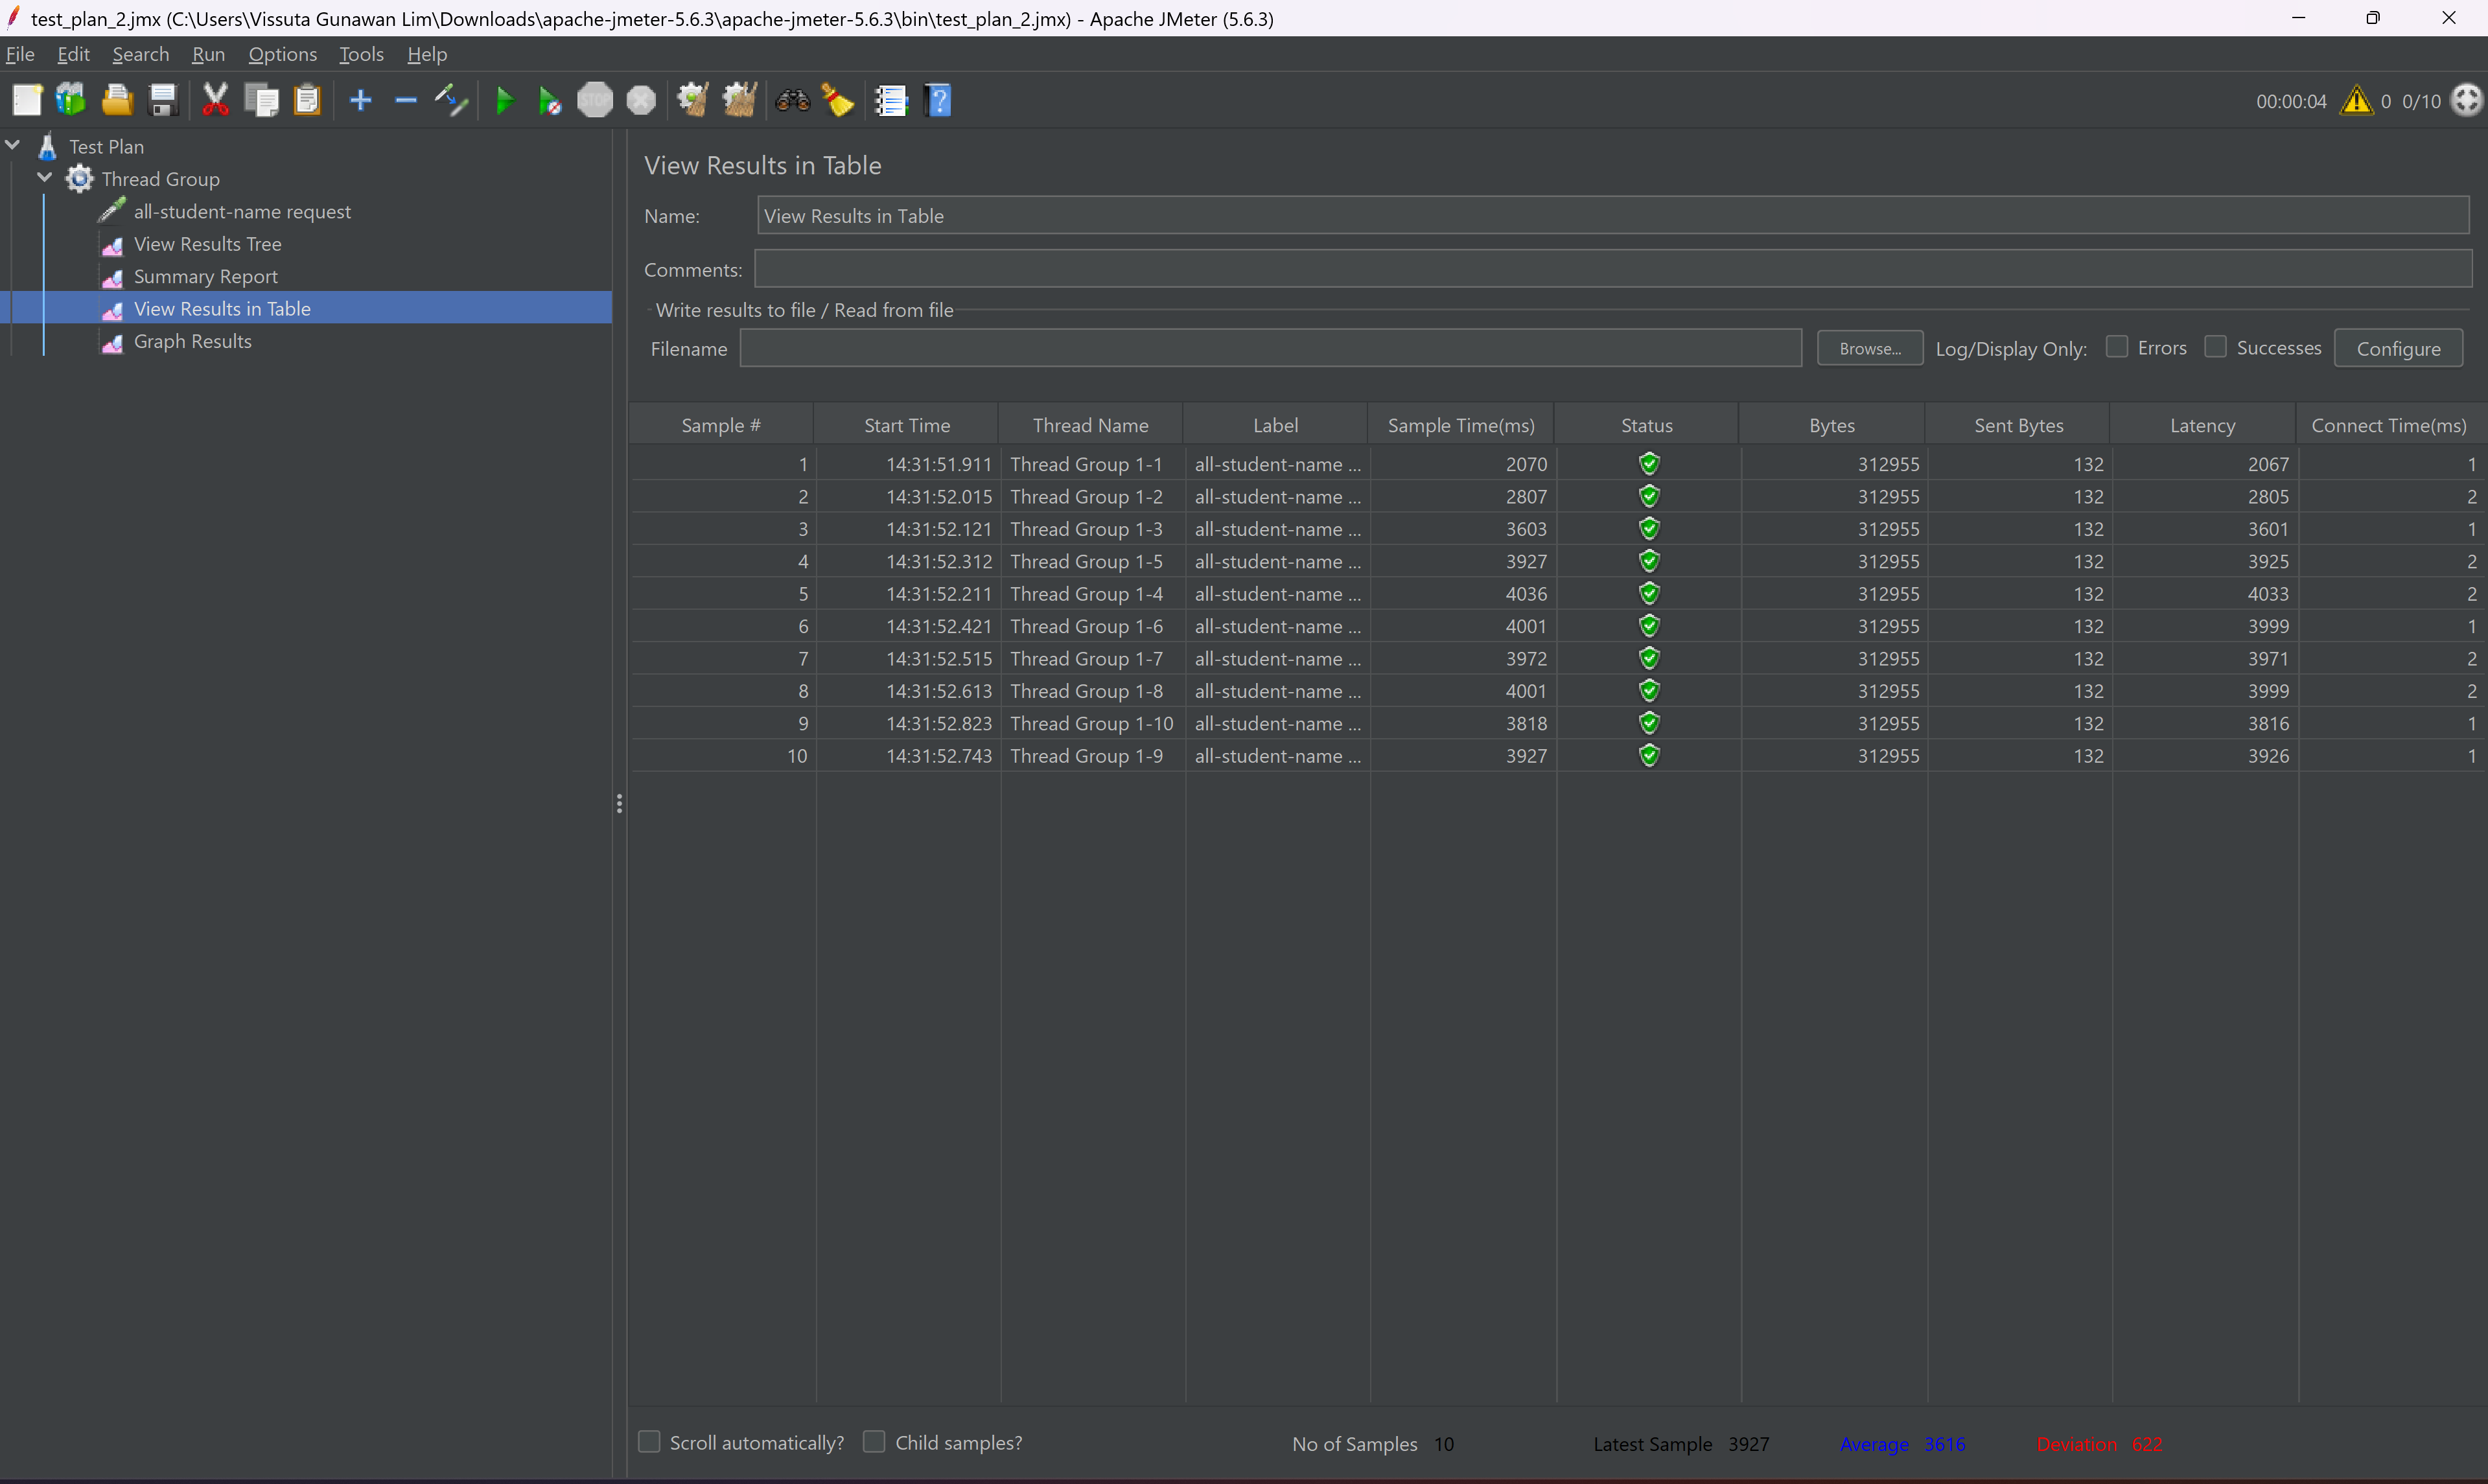 test_plan_2.jmx (C:\Users\Vissuta Gunawan Lim\Downloads\apache-jmeter-5.6.3\apache-jmeter-5.6.3\bin\test_plan_2.jmx) - Apache JMeter (5.6.3)
File Edit Search Run Options Tools Help
STOP 00:00:04 0 0/10
Test Plan
Thread Group
all-student-name request
View Results Tree
Summary Report
View Results in Table
Graph Results
View Results in Table
Name: View Results in Table
Comments:
Write results to file / Read from file
Filename Browse... Log/Display Only: Errors Successes Configure
Sample # Start Time Thread Name Label Sample Time(ms) Status Bytes Sent Bytes Latency Connect Time(ms)
1 14:31:51.911 Thread Group 1-1 all-student-name ... 2070 312955 132 2067 1
2 14:31:52.015 Thread Group 1-2 all-student-name ... 2807 312955 132 2805 2
3 14:31:52.121 Thread Group 1-3 all-student-name ... 3603 312955 132 3601 1
4 14:31:52.312 Thread Group 1-5 all-student-name ... 3927 312955 132 3925 2
5 14:31:52.211 Thread Group 1-4 all-student-name ... 4036 312955 132 4033 2
6 14:31:52.421 Thread Group 1-6 all-student-name ... 4001 312955 132 3999 1
7 14:31:52.515 Thread Group 1-7 all-student-name ... 3972 312955 132 3971 2
8 14:31:52.613 Thread Group 1-8 all-student-name ... 4001 312955 132 3999 2
9 14:31:52.823 Thread Group 1-10 all-student-name ... 3818 312955 132 3816 1
10 14:31:52.743 Thread Group 1-9 all-student-name ... 3927 312955 132 3926 1
Scroll automatically? Child samples? No of Samples 10 Latest Sample 3927 Average 3616 Deviation 622